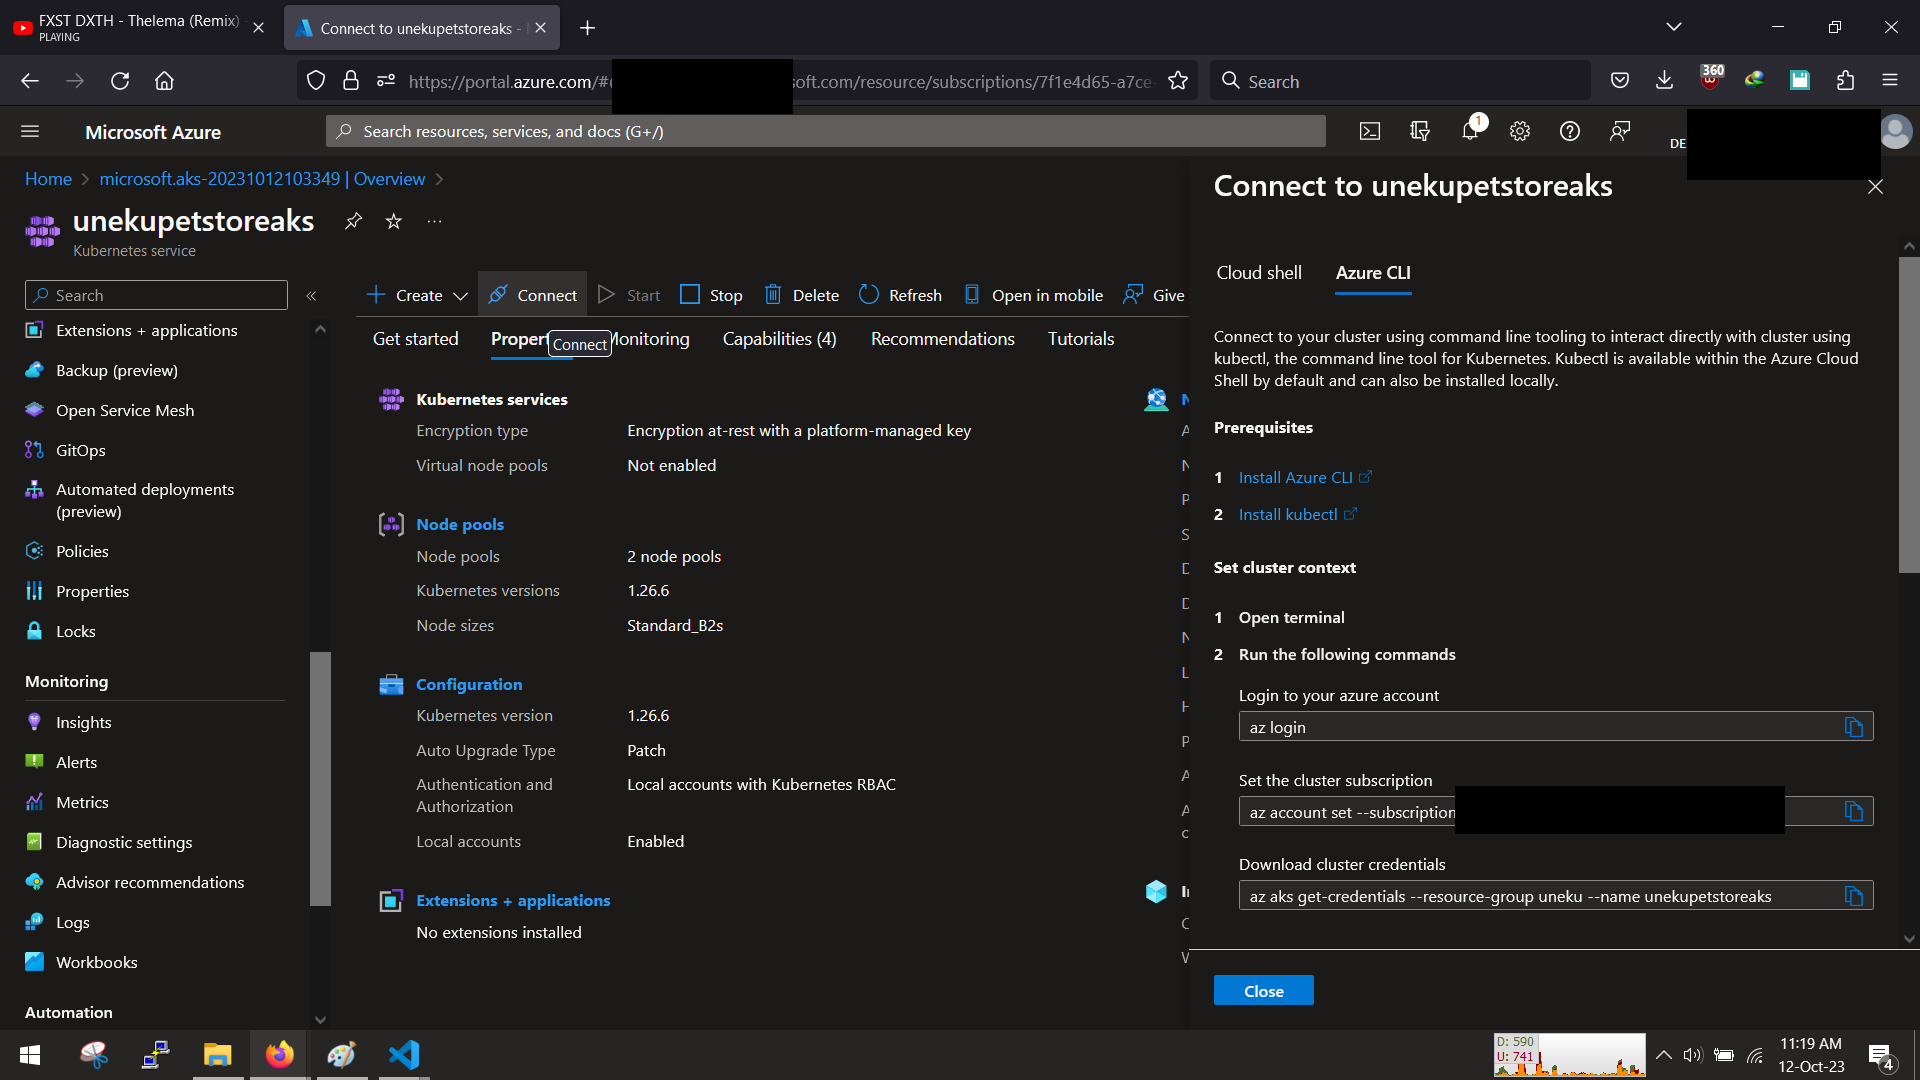 FXST DXTH - Thelema (Remix)
PLAYING
Connect to unekupetstoreaks -
https://portal.azure.com/#
soft.com/resource/subscriptions/7f1e4d65-a7ce-
Search
360
Microsoft Azure
Search resources, services, and docs (G+/)
1
DE
Home
microsoft.aks-20231012103349 | Overview
unekupetstoreaks
Kubernetes service
Search
Extensions + applications
Backup (preview)
Open Service Mesh
GitOps
Automated deployments
(preview)
Policies
Properties
Locks
Monitoring
Insights
Alerts
Metrics
Diagnostic settings
Advisor recommendations
Logs
Workbooks
Automation
Create
Connect
Start
Stop
Delete
Refresh
Open in mobile
Give
Get started
Connect
Monitoring
Capabilities (4)
Recommendations
Tutorials
Kubernetes services
Encryption type Encryption at-rest with a platform-managed key
Virtual node pools Not enabled
Node pools
Node pools 2 node pools
Kubernetes versions 1.26.6
Node sizes Standard_B2s
Configuration
Kubernetes version 1.26.6
Auto Upgrade Type Patch
Authentication and Local accounts with Kubernetes RBAC
Authorization
Local accounts Enabled
Extensions + applications
No extensions installed
Connect to unekupetstoreaks
Cloud shell
Azure CLI
Connect to your cluster using command line tooling to interact directly with cluster using
kubectl, the command line tool for Kubernetes. Kubectl is available within the Azure Cloud
Shell by default and can also be installed locally.
Prerequisites
1 Install Azure CLI
2 Install kubectl
Set cluster context
1 Open terminal
2 Run the following commands
Login to your azure account
az login
Set the cluster subscription
az account set --subscription
Download cluster credentials
az aks get-credentials --resource-group uneku --name unekupetstoreaks
Close
D: 590
U: 741
11:19 AM
12-Oct-23
4